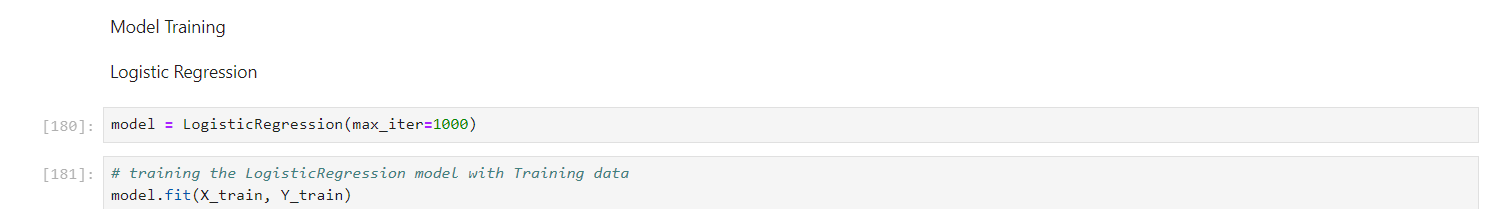 Model Training
Logistic Regression
[180]: model = LogisticRegression(max_iter=1000)
[181]: # training the LogisticRegression model with Training data
model.fit(X_train, Y_train)